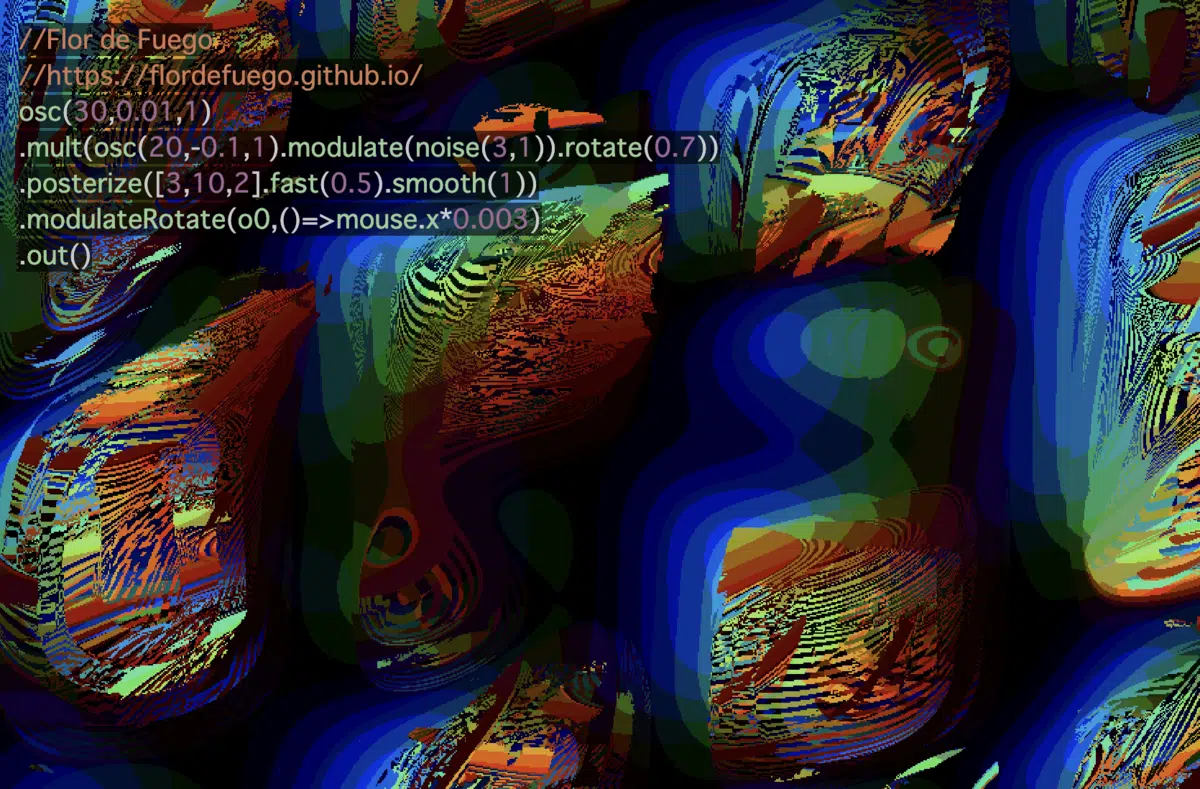 //Flor de Fuego
//https://flordefuego.github.io/
osc(30,0.01,1)
.mult(osc(20,-0.1,1).modulate(noise(3,1)).rotate(0.7))
.posterize([3,10,2].fast(0.5).smooth(1))
.modulateRotate(o0,()=>mouse.x*0.003)
.out()